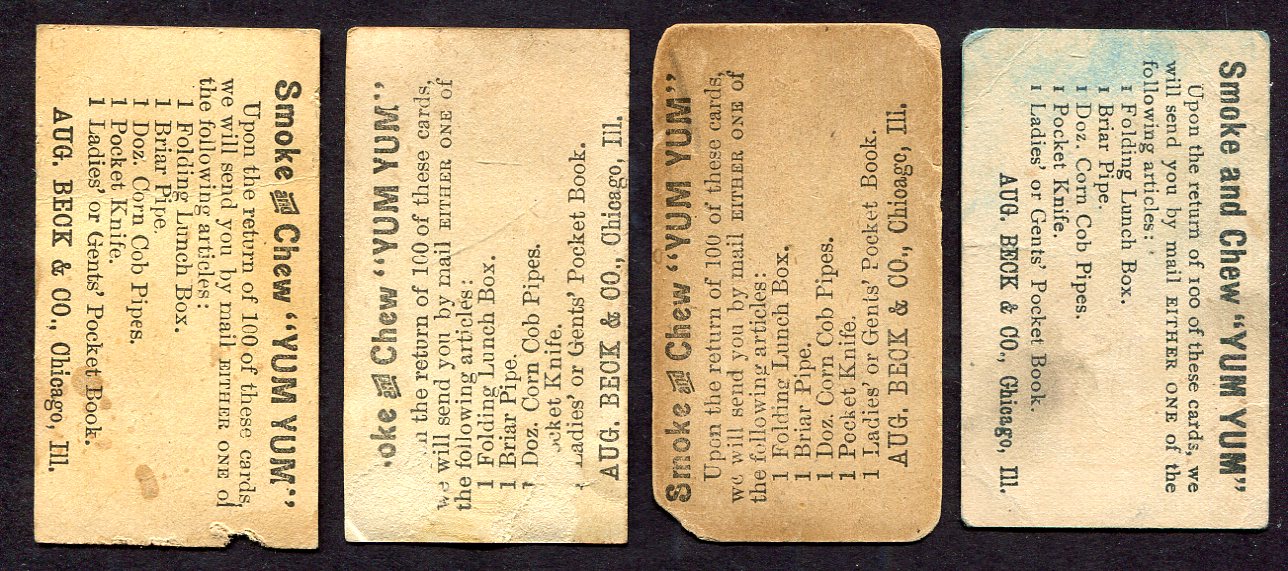 Smoke and Chew "YUM YUM"
Upon the return of 100 of these cards,
we will send you by mail EITHER ONE of
the following articles:
1 Folding Lunch Box.
1 Briar Pipe.
1 Doz. Corn Cob Pipes.
1 Pocket Knife.
1 Ladies' or Gents' Pocket Book.
AUG. BECK & CO., Chicago, Ill.
oke and Chew "YUM YUM"
the return of 100 of these cards,
we will send you by mail EITHER ONE of
the following articles:
1 Folding Lunch Box.
1 Briar Pipe.
1 Doz. Corn Cob Pipes.
cket Knife.
Ladies' or Gents' Pocket Book.
AUG. BECK & CO., Chicago, Ill.
Smoke and Chew "YUM YUM"
Upon the return of 100 of these cards,
we will send you by mail EITHER ONE of
the following articles:
1 Folding Lunch Box.
1 Briar Pipe.
1 Doz. Corn Cob Pipes.
1 Pocket Knife.
1 Ladies' or Gents' Pocket Book.
AUG. BECK & CO., Chicago, Ill.
Smoke and Chew "YUM YUM"
Upon the return of 100 of these cards, we
will send you by mail EITHER ONE of the
following articles:
1 Folding Lunch Box.
1 Briar Pipe.
1 Doz. Corn Cob Pipes.
1 Pocket Knife.
1 Ladies' or Gents' Pocket Book.
AUG. BECK & CO., Chicago, Ill.